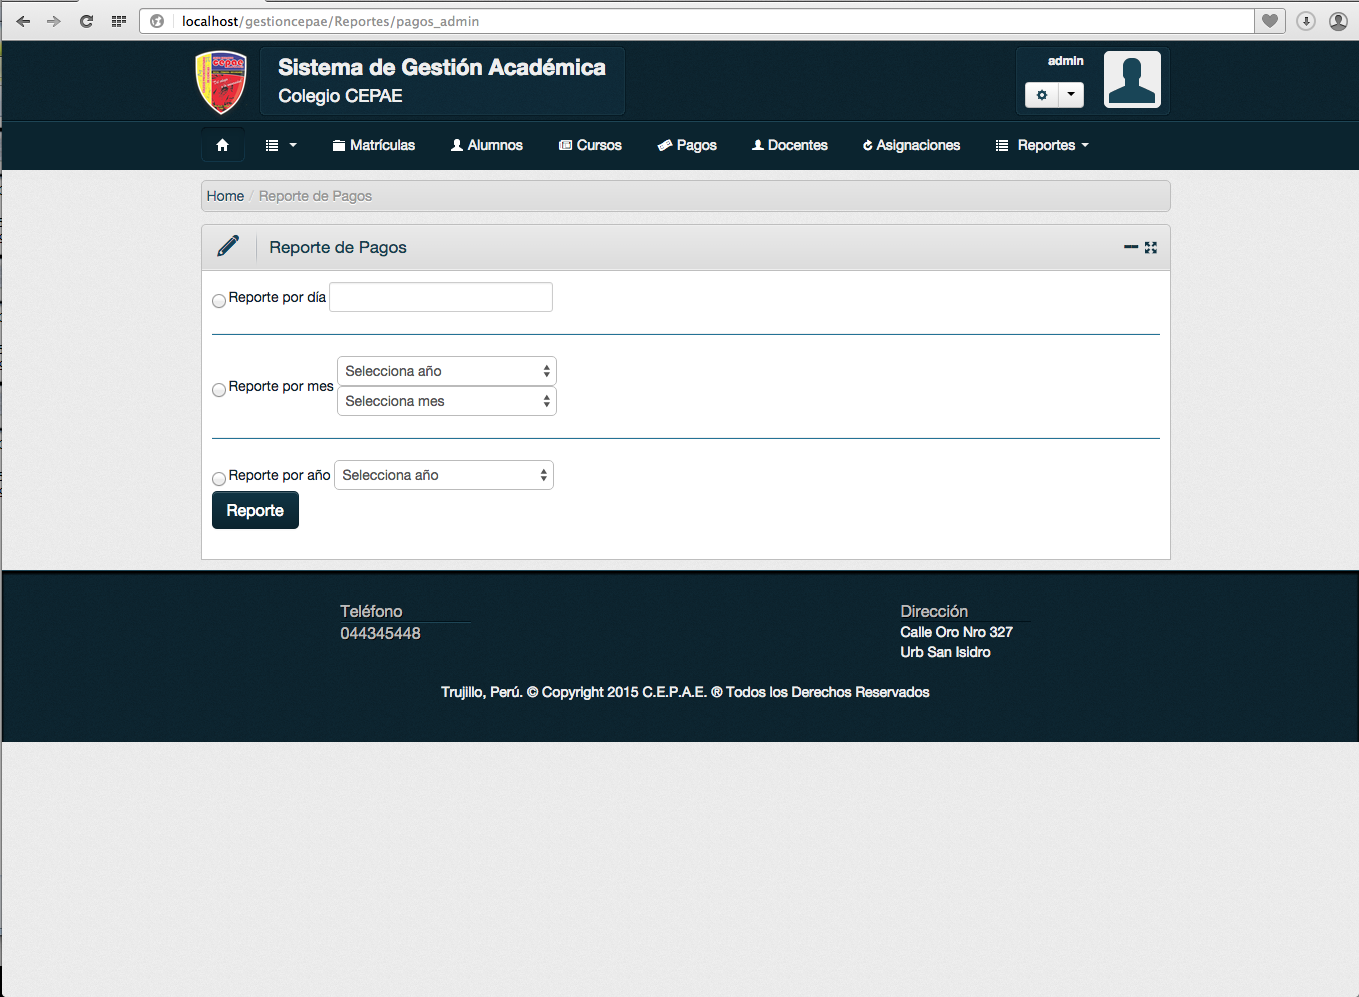 localhost/gestioncepae/Reportes/pagos_admin
cepae
Sistema de Gestión Académica
Colegio CEPAE
admin
Matrículas Alumnos Cursos Pagos Docentes Asignaciones Reportes
Home / Reporte de Pagos
Reporte de Pagos
Reporte por día
Reporte por mes
Selecciona año
Selecciona mes
Reporte por año Selecciona año
Reporte
Teléfono
044345448
Dirección
Calle Oro Nro 327
Urb San Isidro
Trujillo, Perú. © Copyright 2015 C.E.P.A.E. ® Todos los Derechos Reservados